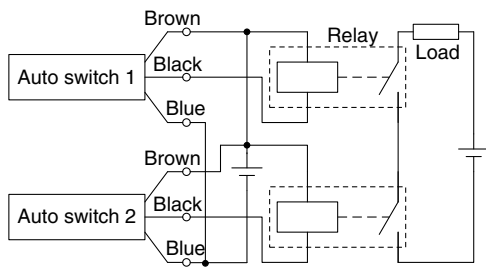 Brown
Relay
Auto switch 1
Black
Load
Blue
Brown
Auto switch 2
Black
Blue